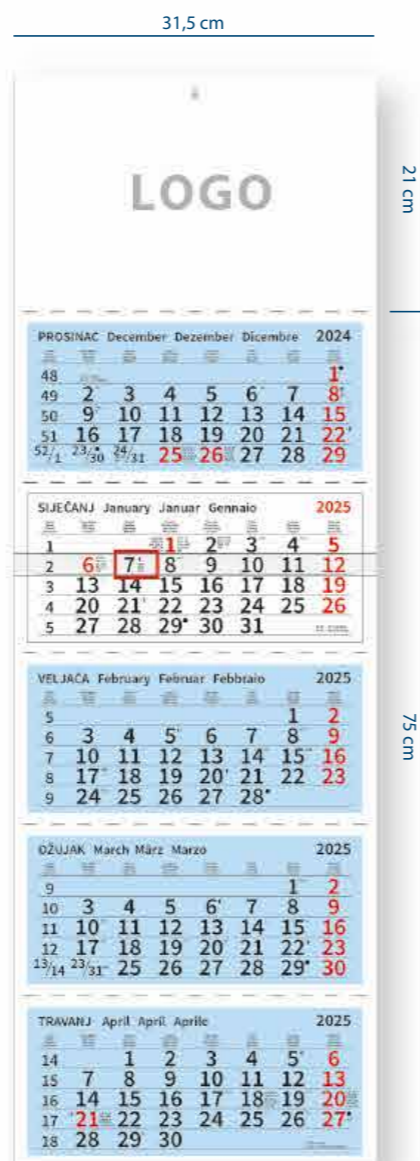 31,5 cm
LOGO
21 cm
PROSINAC December Dezember Dicembre 2024
48 1
49 2 3 4 5 6 7 8
50 9 10 11 12 13 14 15
51 16 17 18 19 20 21 22
52/1 23/30 24/31 25 26 27 28 29
SIJEČANJ January Januar Gennaio 2025
1 1 2 3 4 5
2 6 7 8 9 10 11 12
3 13 14 15 16 17 18 19
4 20 21 22 23 24 25 26
5 27 28 29 30 31
VELJAČA February Februar Febbraio 2025
5 1 2
6 3 4 5 6 7 8 9
7 10 11 12 13 14 15 16
8 17 18 19 20 21 22 23
9 24 25 26 27 28
75 cm
OŽUJAK March März Marzo 2025
9 1 2
10 3 4 5 6 7 8 9
11 10 11 12 13 14 15 16
12 17 18 19 20 21 22 23
13/14 23/31 25 26 27 28 29 30
TRAVANJ April April Aprile 2025
14 1 2 3 4 5 6
15 7 8 9 10 11 12 13
16 14 15 16 17 18 19 20
17 21 22 23 24 25 26 27
18 28 29 30